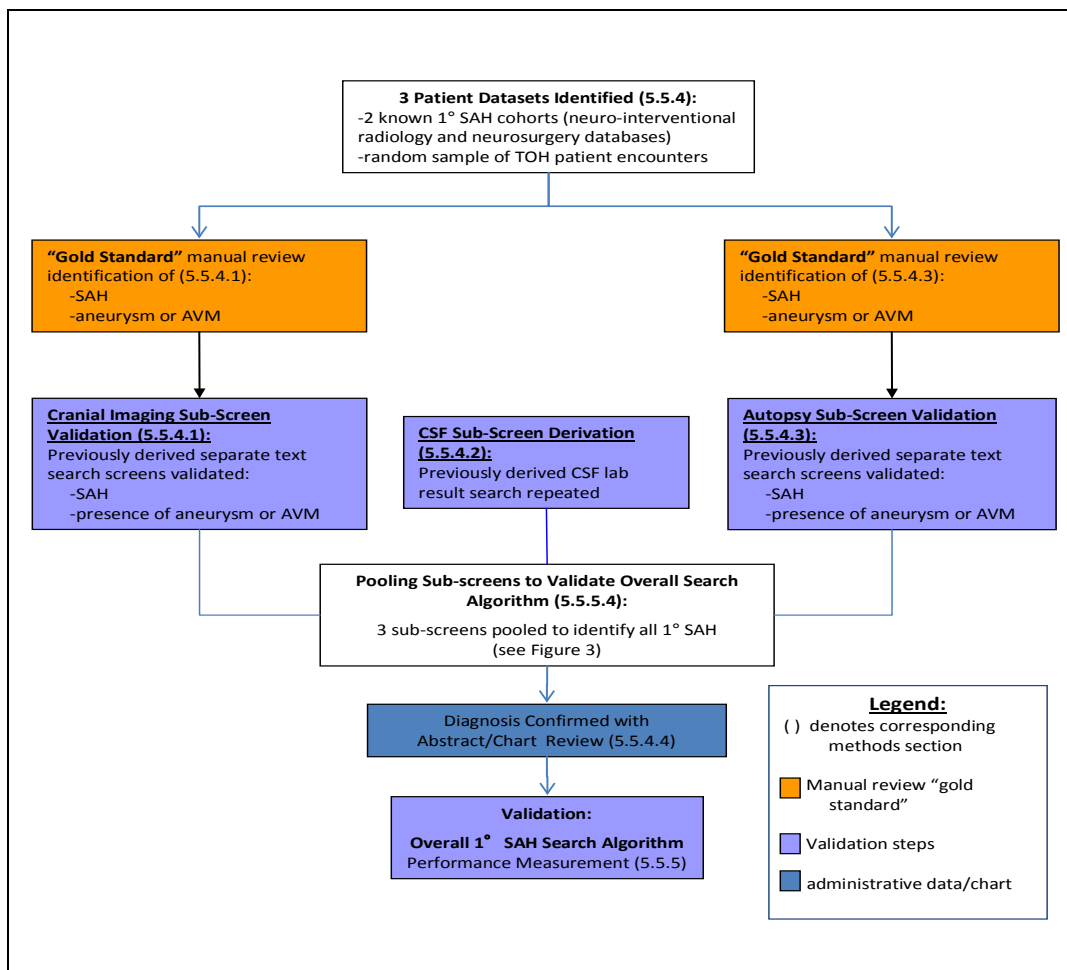 3 Patient Datasets Identified (5.5.4):
-2 known 1° SAH cohorts (neuro-interventional
radiology and neurosurgery databases)
-random sample of TOH patient encounters
“Gold Standard” manual review
identification of (5.5.4.1):
-SAH
-aneurysm or AVM
“Gold Standard” manual review
identification of (5.5.4.3):
-SAH
-aneurysm or AVM
Cranial Imaging Sub-Screen
Validation (5.5.4.1):
Previously derived separate text
search screens validated:
-SAH
-presence of aneurysm or AVM
CSF Sub-Screen Derivation
(5.5.4.2):
Previously derived CSF lab
result search repeated
Autopsy Sub-Screen Validation
(5.5.4.3):
Previously derived separate text
search screens validated:
-SAH
-presence of aneurysm or AVM
Pooling Sub-screens to Validate Overall Search
Algorithm (5.5.5.4):
3 sub-screens pooled to identify all 1° SAH
(see Figure 3)
Diagnosis Confirmed with
Abstract/Chart Review (5.5.4.4)
Validation:
Overall 1° SAH Search Algorithm
Performance Measurement (5.5.5)
Legend:
( ) denotes corresponding
methods section
Manual review “gold
standard”
Validation steps
administrative data/chart